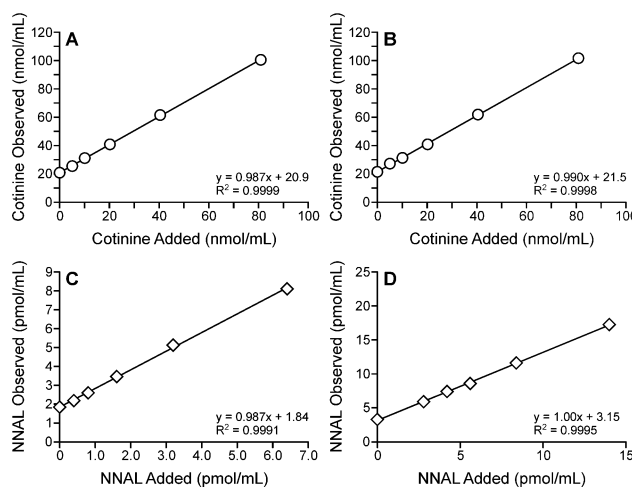 A
Cotinine Observed (nmol/mL)
120
100
80
60
40
20
0
y = 0.987x + 20.9
R² = 0.9999
0 20 40 60 80 100
Cotinine Added (nmol/mL)
B
Cotinine Observed (nmol/mL)
120
100
80
60
40
20
0
y = 0.990x + 21.5
R² = 0.9998
0 20 40 60 80 100
Cotinine Added (nmol/mL)
C
NNAL Observed (pmol/mL)
9
8
7
6
5
4
3
2
1
0
y = 0.987x + 1.84
R² = 0.9991
0 1.0 2.0 3.0 4.0 5.0 6.0 7.0
NNAL Added (pmol/mL)
D
NNAL Observed (pmol/mL)
25
20
15
10
5
0
y = 1.00x + 3.15
R² = 0.9995
0 5 10 15
NNAL Added (pmol/mL)